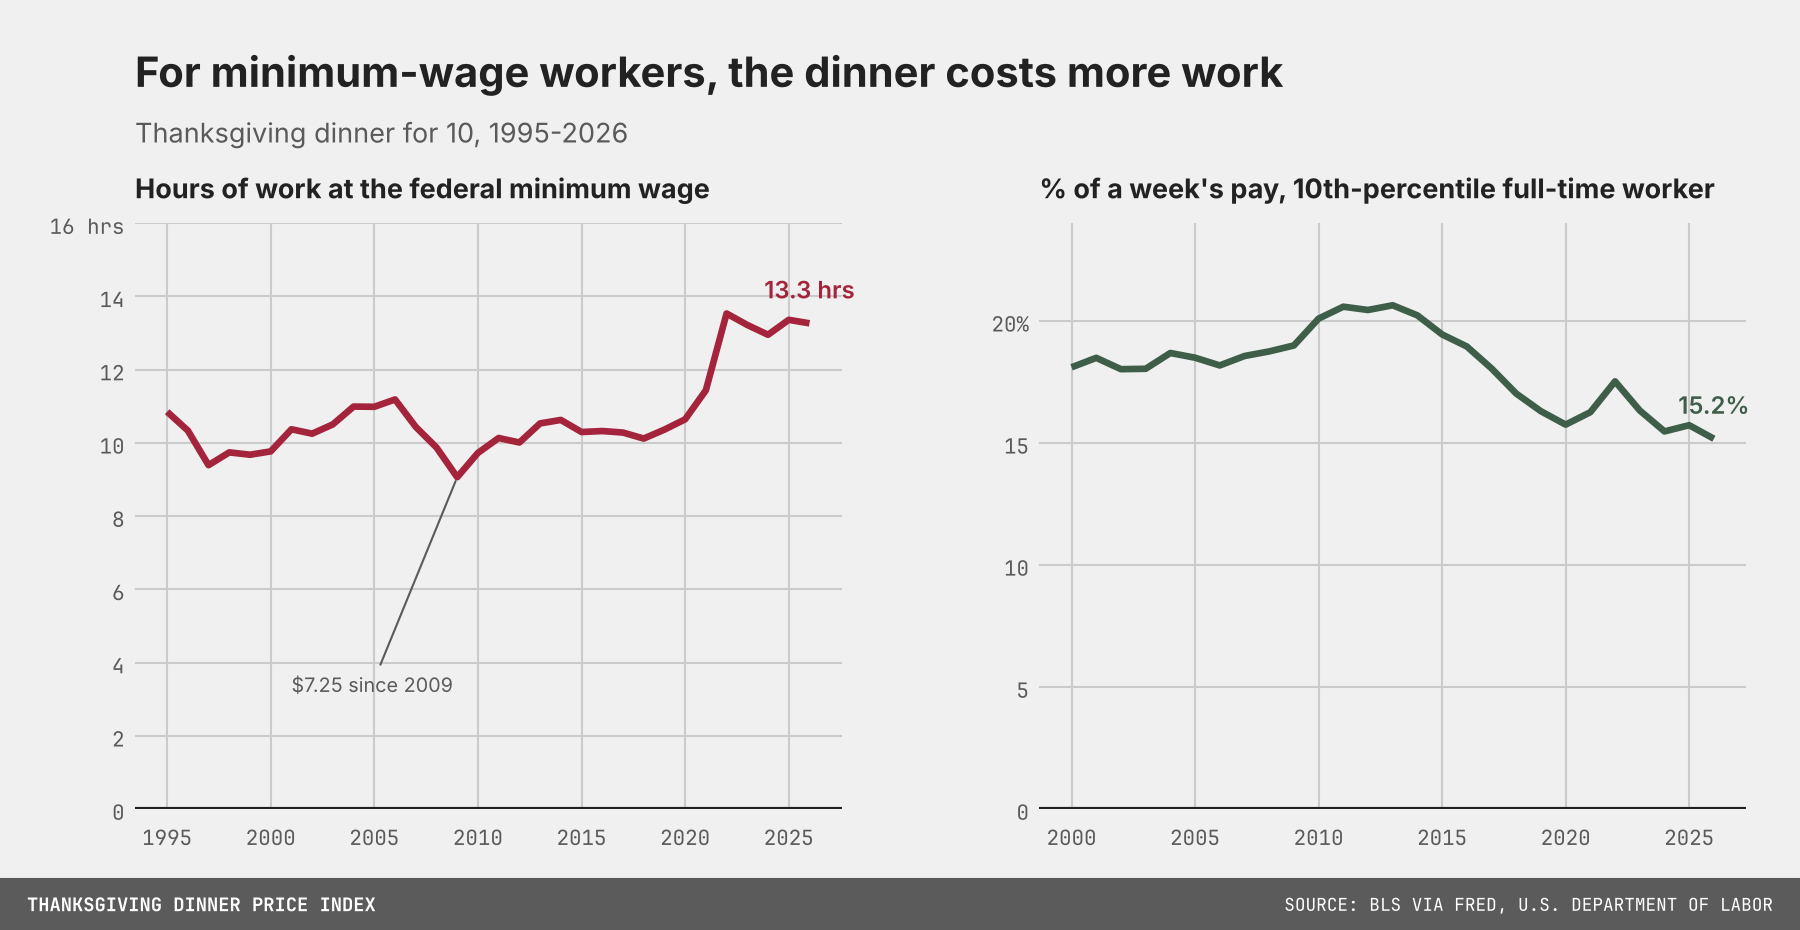 For minimum-wage workers, the dinner costs more work
Thanksgiving dinner for 10, 1995-2026
Hours of work at the federal minimum wage
16 hrs
14
12
10
8
6
4
2
0
13.3 hrs
$7.25 since 2009
1995 2000 2005 2010 2015 2020 2025
% of a week's pay, 10th-percentile full-time worker
20%
15
10
5
0
15.2%
2000 2005 2010 2015 2020 2025
THANKSGIVING DINNER PRICE INDEX
SOURCE: BLS VIA FRED, U.S. DEPARTMENT OF LABOR